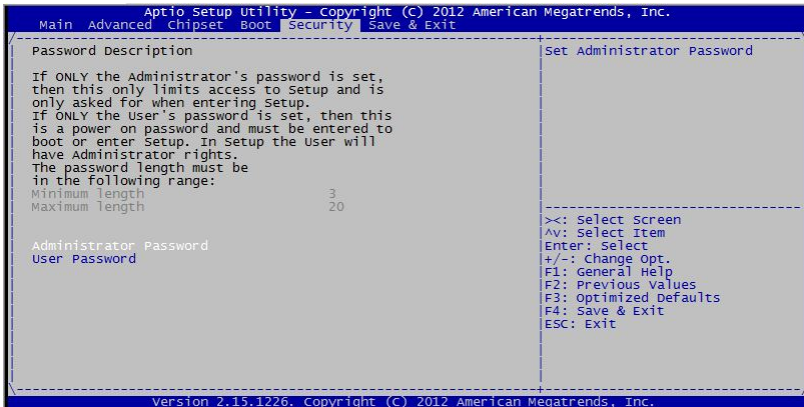 Aptio Setup Utility - Copyright (C) 2012 American Megatrends, Inc.
Main Advanced Chipset Boot Security Save & Exit
Password Description
If ONLY the Administrator's password is set,
then this only limits access to Setup and is
only asked for when entering Setup.
If ONLY the User's password is set, then this
is a power on password and must be entered to
boot or enter Setup. In Setup the User will
have Administrator rights.
The password length must be
in the following range:
Minimum length 3
Maximum length 20
Administrator Password
User Password
Set Administrator Password
><: Select Screen
^v: Select Item
Enter: Select
+/-: Change Opt.
F1: General Help
F2: Previous Values
F3: Optimized Defaults
F4: Save & Exit
ESC: Exit
Version 2.15.1226. Copyright (C) 2012 American Megatrends, Inc.